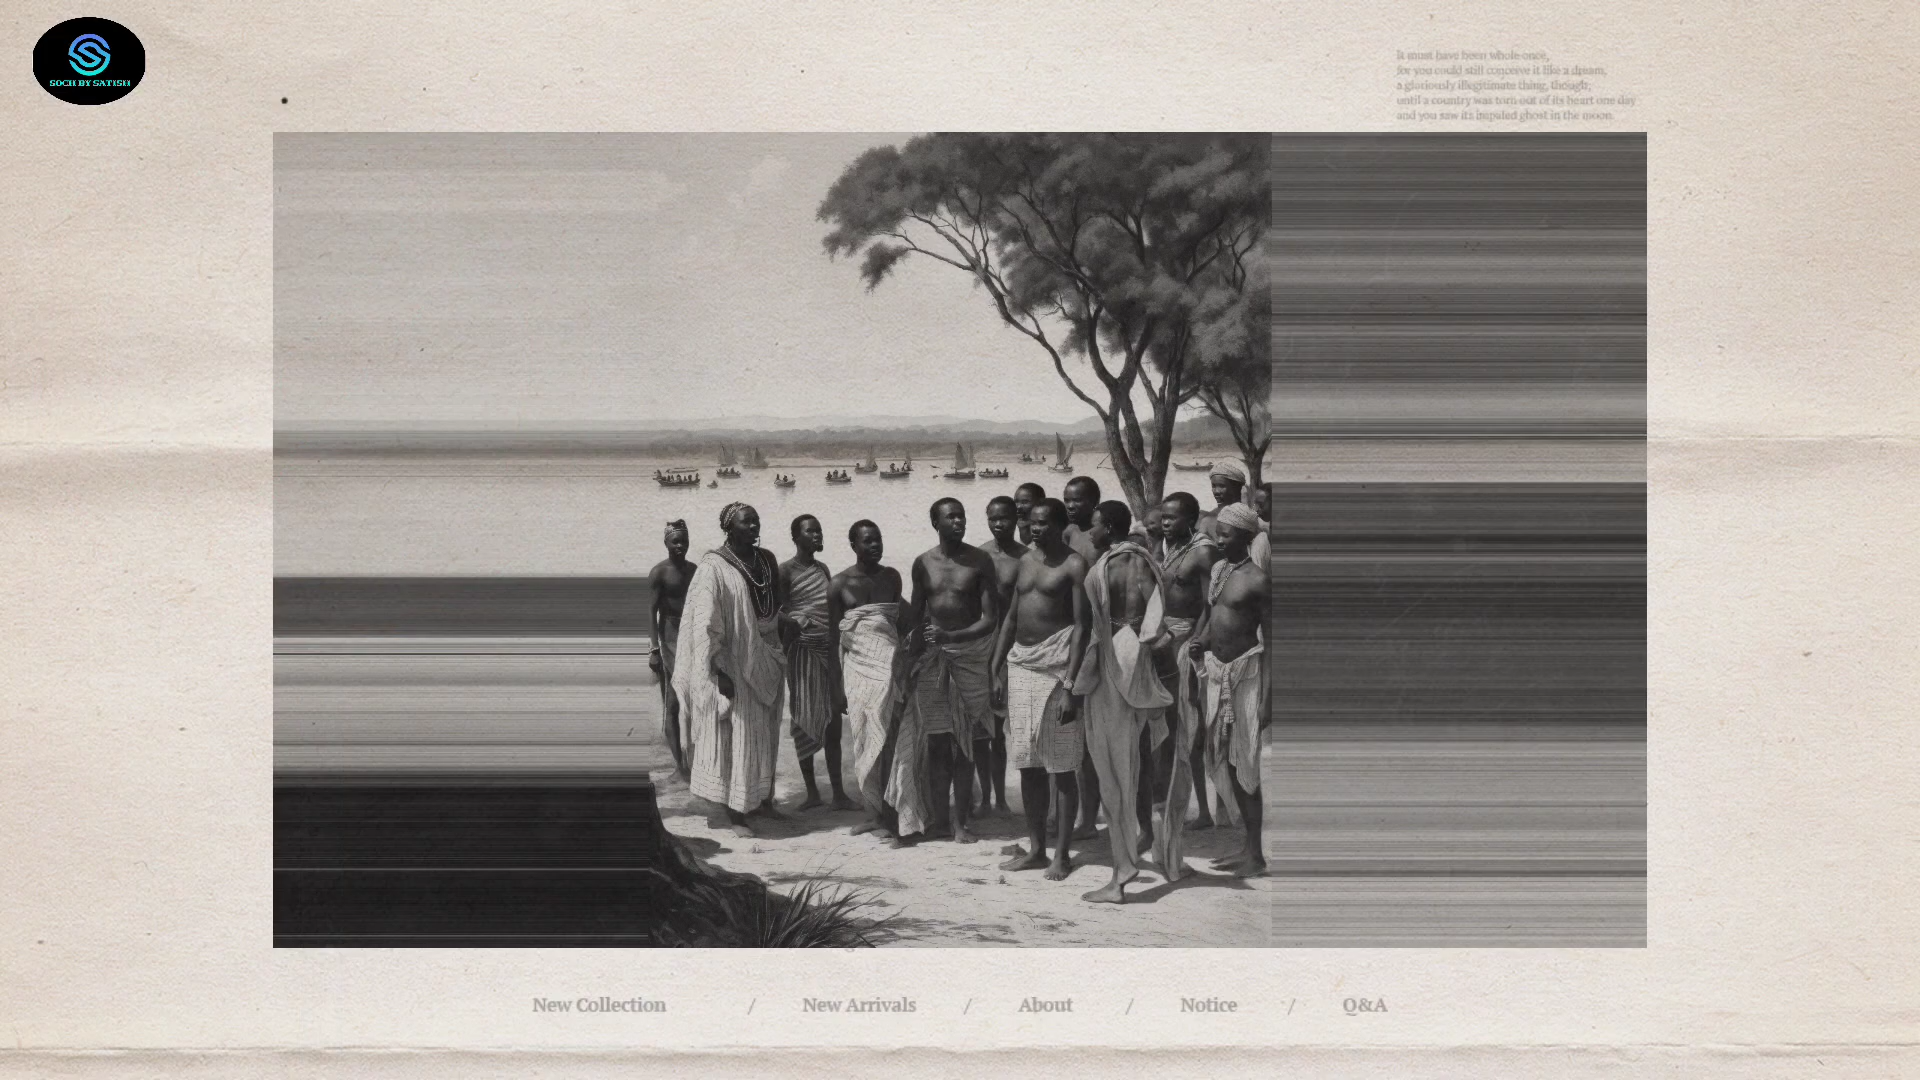 SOCH BY SATISH
It must have been whole once,
for you could still conceive it like a dream,
a gloriously illegitimate thing, though;
until a country was torn out of its heart one day
and you saw its impaled ghost in the moon.
New Collection / New Arrivals / About / Notice / Q&A